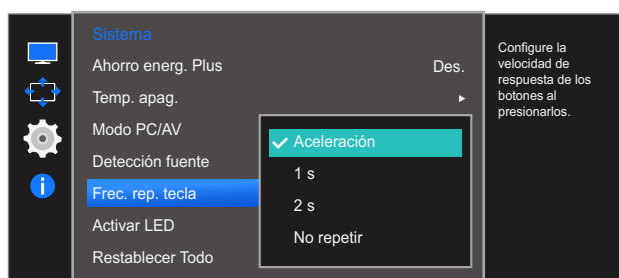 Sistema
Ahorro energ. Plus
Des.
Temp. apag.
Modo PC/AV
Detección fuente
Frec. rep. tecla
Activar LED
Restablecer Todo
Aceleración
1 s
2 s
No repetir
Configure la
velocidad de
respuesta de los
botones al
presionarlos.